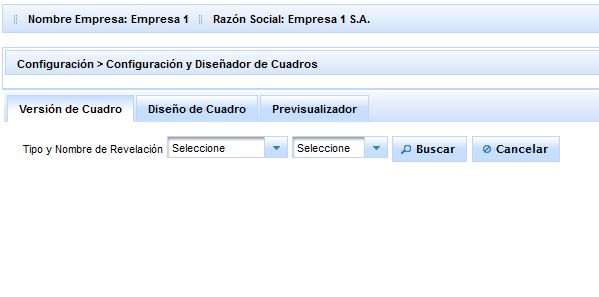 Nombre Empresa: Empresa 1 Razón Social: Empresa 1 S.A.
Configuración > Configuración y Diseñador de Cuadros
Versión de Cuadro Diseño de Cuadro Previsualizador
Tipo y Nombre de Revelación Seleccione Seleccione Buscar Cancelar